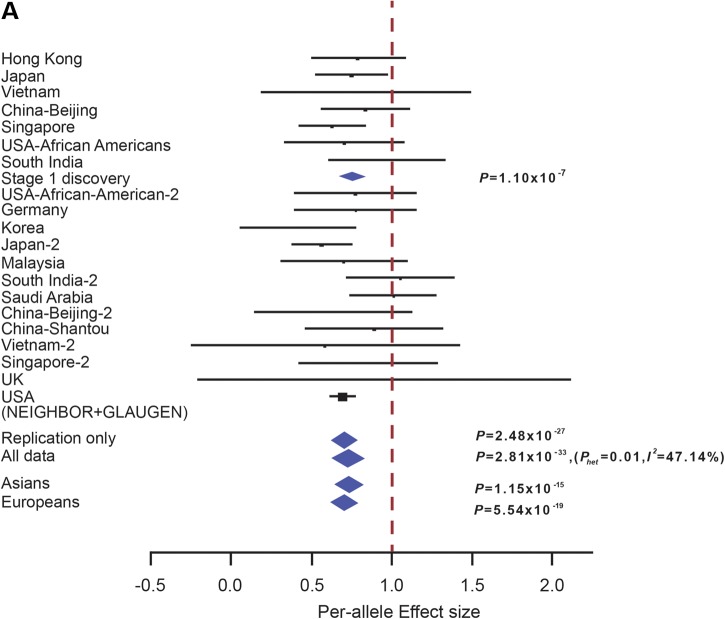 A
Hong Kong
Japan
Vietnam
China-Beijing
Singapore
USA-African Americans
South India
Stage 1 discovery P=1.10x10 -7
USA-African-American-2
Germany
Korea
Japan-2
Malaysia
South India-2
Saudi Arabia
China-Beijing-2
China-Shantou
Vietnam-2
Singapore-2
UK
USA
(NEIGHBOR+GLAUGEN)
Replication only P=2.48x10 -27
All data P=2.81x10 -33 ,(Phet=0.01,I2=47.14%)
Asians P=1.15x10 -15
Europeans P=5.54x10 -19
-0.5 0.0 0.5 1.0 1.5 2.0
Per-allele Effect size